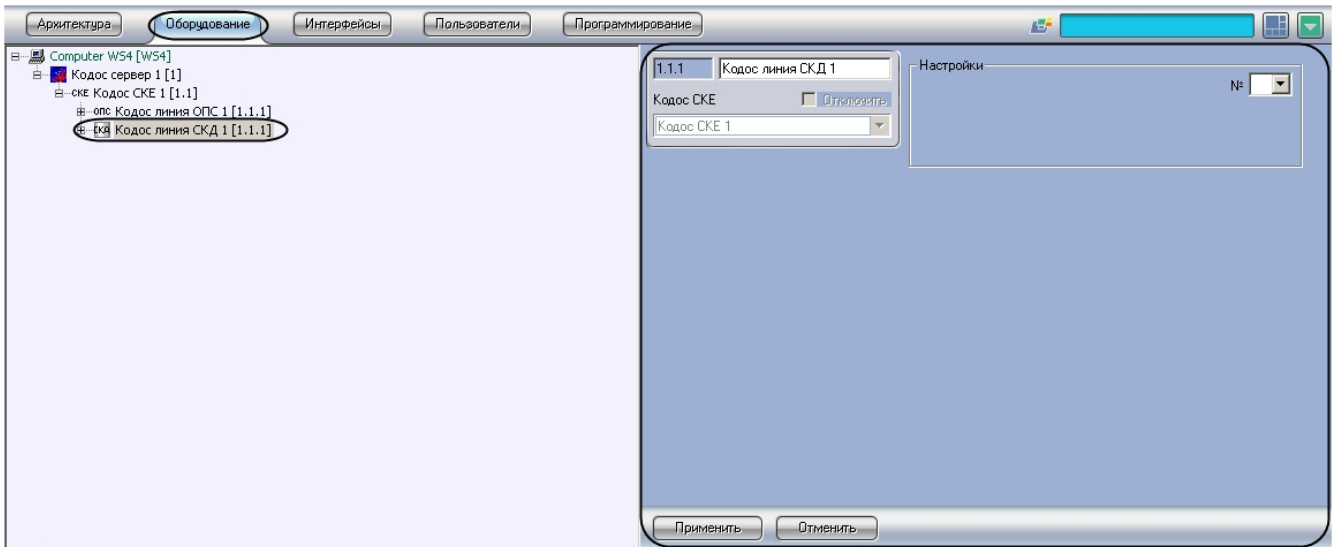 Архитектура Оборудование Интерфейсы Пользователи Программирование
Computer WS4 [WS4]
Кодос сервер 1 [1]
СКЕ Кодос СКЕ 1 [1.1]
опс Кодос линия ОПС 1 [1.1.1]
скд Кодос линия СКД 1 [1.1.1]
1.1.1 Кодос линия СКД 1
Кодос СКЕ Отключить
Кодос СКЕ 1
Настройки
№
Применить Отменить